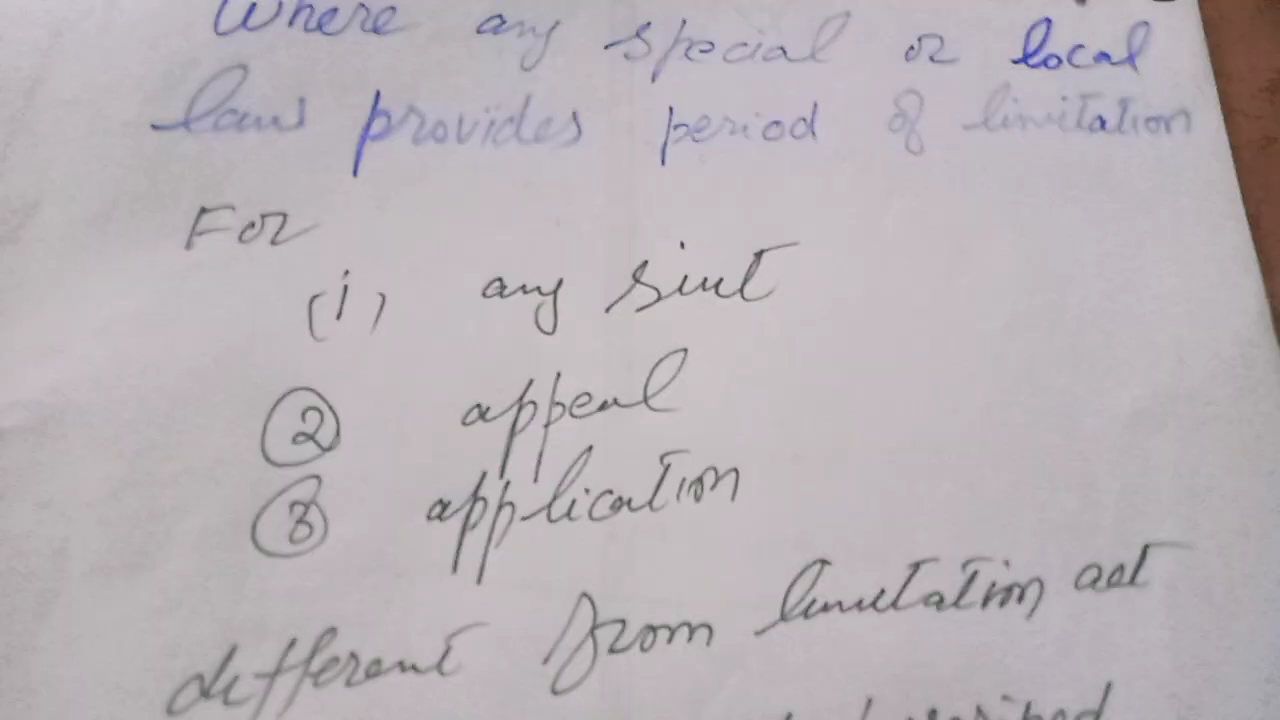 Where any special or local
law provides period of limitation
For
(i) any suit
② appeal
③ application
different from limitation act